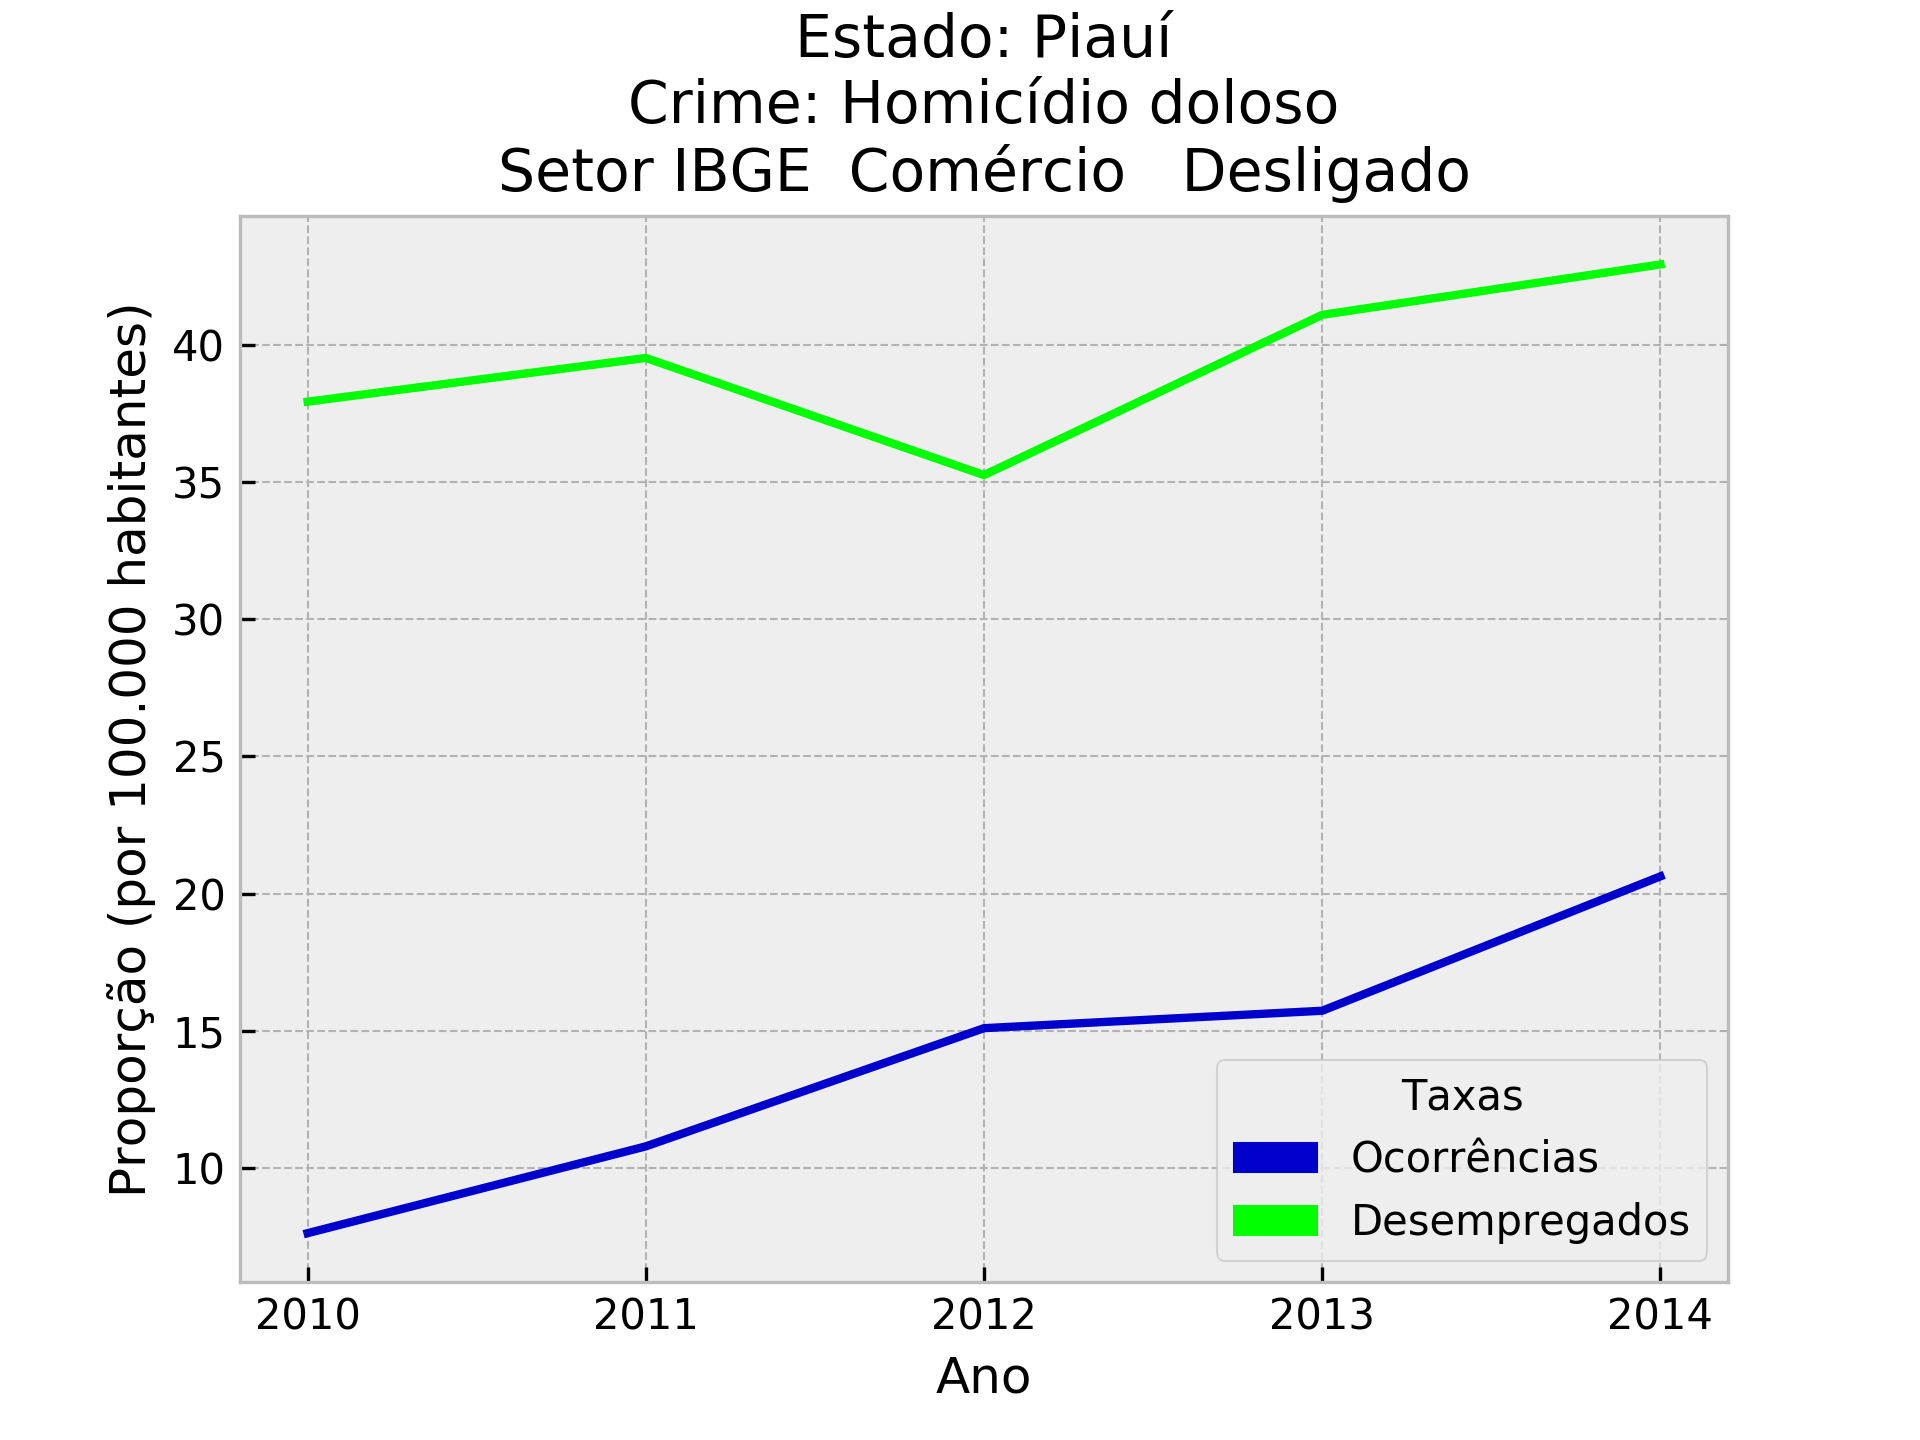 Estado: Piauí
Crime: Homicídio doloso
Setor IBGE  Comércio   Desligado
Proporção (por 100.000 habitantes)
40
35
30
25
20
15
10
Taxas
Ocorrências
Desempregados
2010 2011 2012 2013 2014
Ano